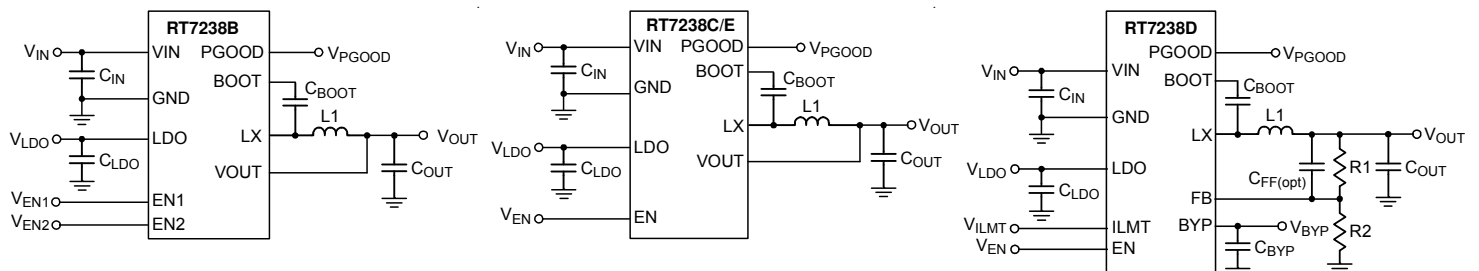 RT7238B
VIN
VIN
PGOOD
VPGOOD
CIN
BOOT
CBOOT
GND
L1
VLDO
LDO
LX
VOUT
CLDO
VOUT
COUT
VEN1
EN1
VEN2
EN2
RT7238C/E
VIN
VIN
PGOOD
VPGOOD
CIN
BOOT
CBOOT
GND
L1
LX
VOUT
VLDO
LDO
VOUT
COUT
CLDO
VEN
EN
RT7238D
PGOOD
VPGOOD
VIN
VIN
BOOT
CBOOT
CIN
GND
L1
LX
VOUT
VLDO
LDO
R1
COUT
CFF(opt)
CLDO
FB
VILMT
ILMT
BYP
VBYP
R2
VEN
EN
CBYP